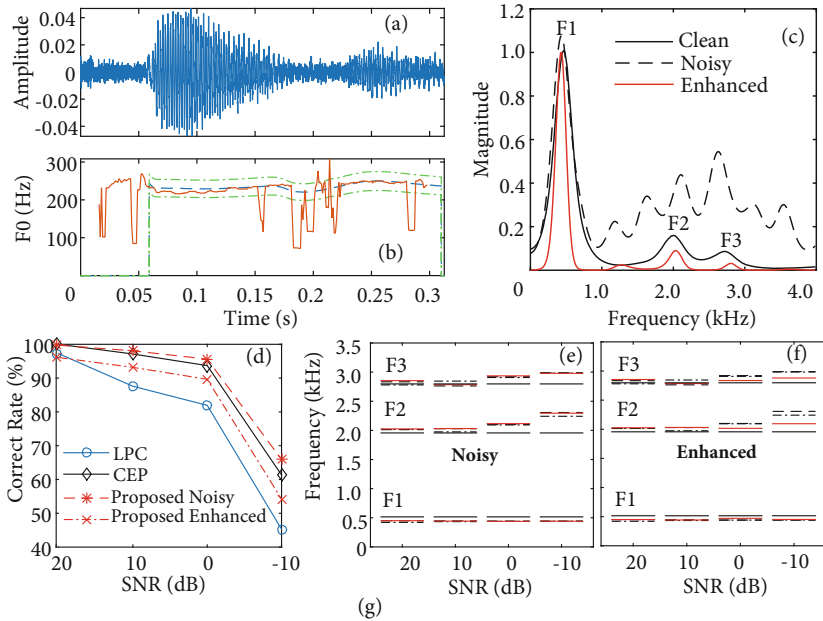 (a)
Amplitude
0.04
0.02
0
-0.02
-0.04
(b)
F0 (Hz)
300
200
100
0
0.05
0.1
0.15
0.2
0.25
0.3
Time (s)
(c)
F1
Clean
Noisy
Enhanced
F2
F3
Magnitude
1.2
1.0
0.8
0.6
0.4
0.2
0
1.0
2.0
3.0
4.0
Frequency (kHz)
(d)
Correct Rate (%)
100
90
80
70
60
50
40
LPC
CEP
Proposed Noisy
Proposed Enhanced
20
10
0
-10
SNR (dB)
(e)
Frequency (kHz)
3.5
3.0
2.5
2.0
1.5
1.0
0.5
0
F3
F2
Noisy
F1
20
10
0
-10
SNR (dB)
(f)
F3
F2
Enhanced
F1
20
10
0
-10
SNR (dB)
(g)